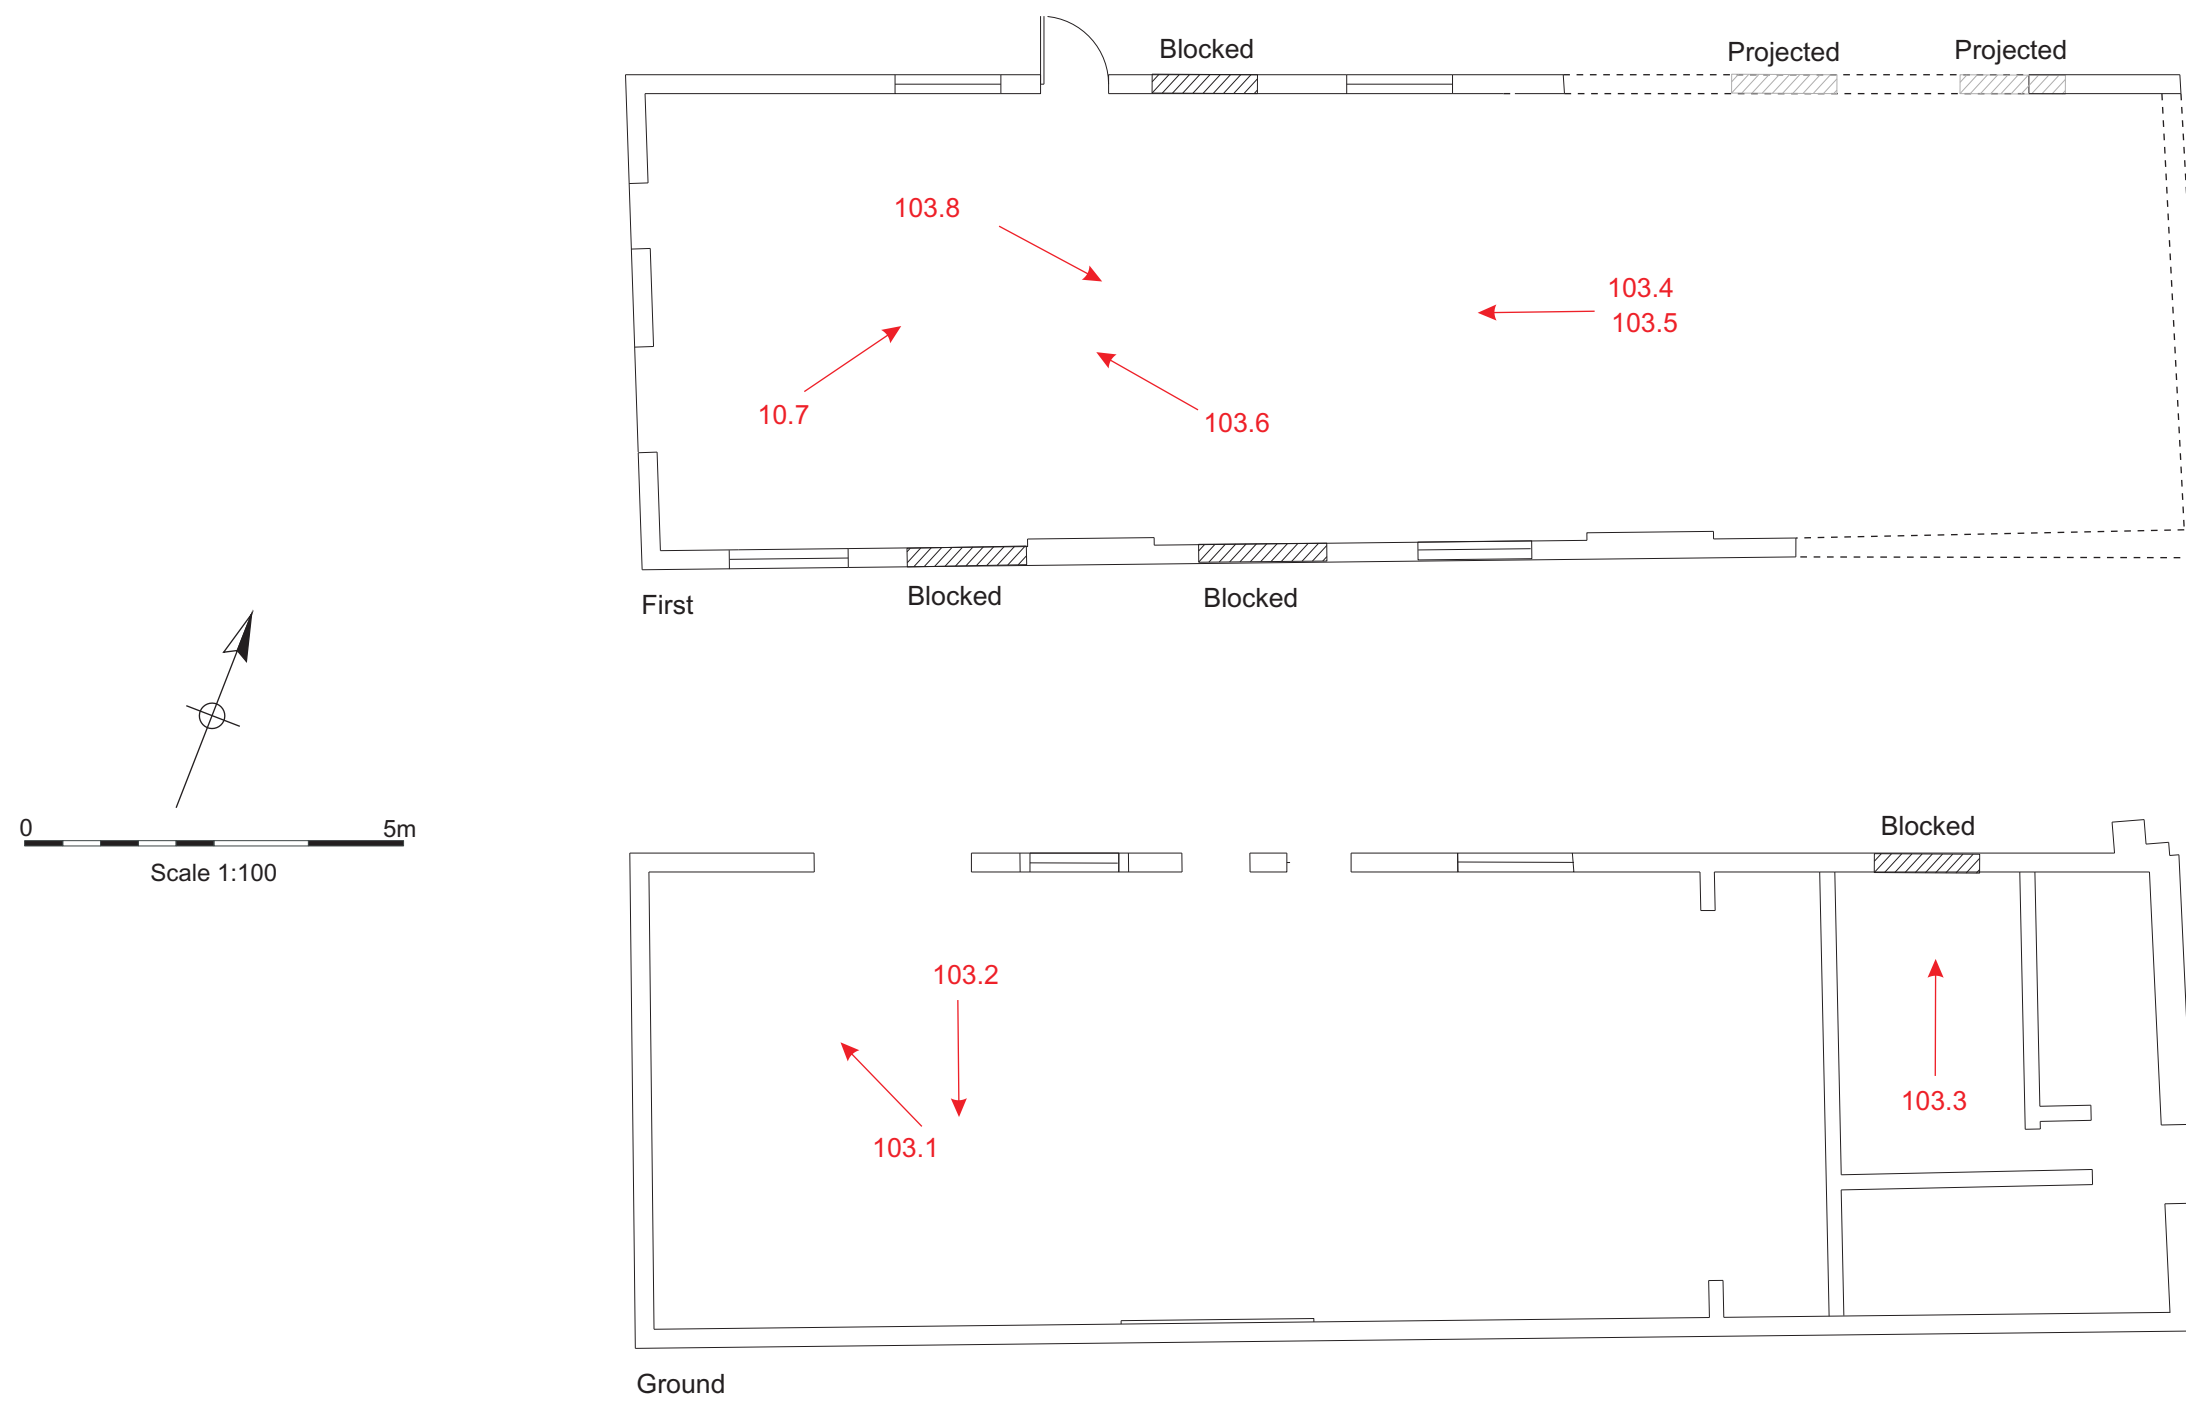 Blocked
Projected
Projected
103.8
103.4
103.5
10.7
103.6
First
Blocked
Blocked
0
5m
Scale 1:100
Blocked
103.2
103.1
103.3
Ground